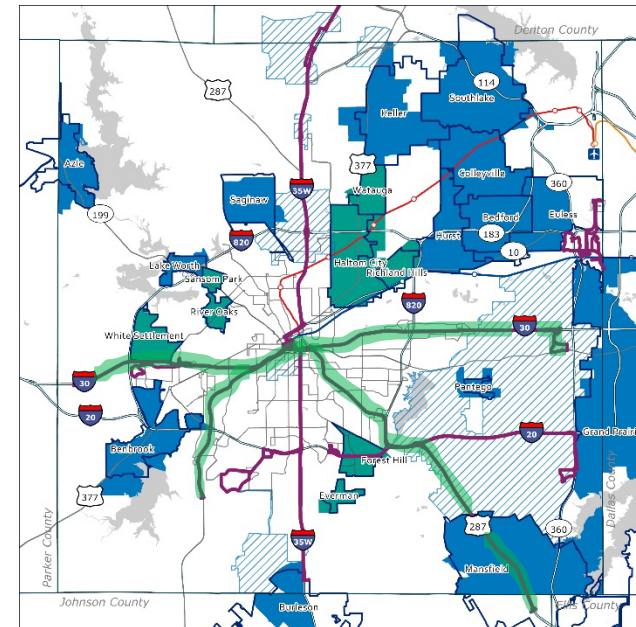 Denton County
114
287
Southlake
Keller
377
Colleyville
Azle
360
35W
Watauga
Saginaw
Bedford
Euless
199
183
820
Hurst
10
Lake Worth
Haltom City
Richland Hills
Sansom Park
820
River Oaks
30
White Settlement
30
Pantego
20
Grand Prairi
20
Benbrook
Forest Hill
377
Everman
287
360
35W
Dallas County
Mansfield
Parker County
Johnson County
Ellis County
Burleson